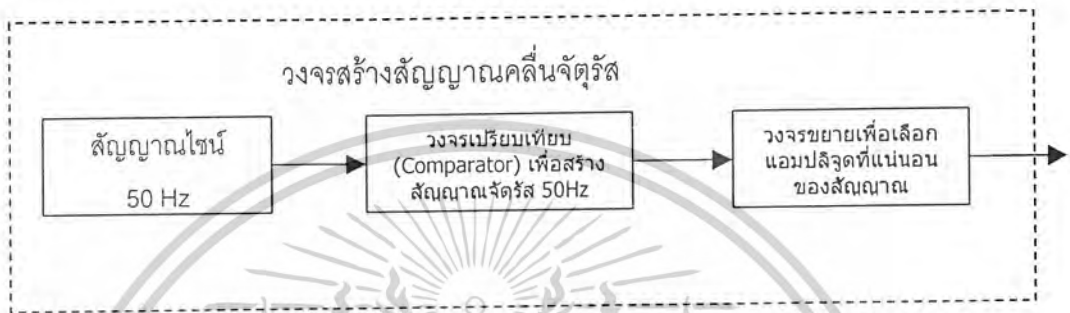 วงจรสร้างสัญญาณคลื่นจัตุรัส
สัญญาณไซน์
50 Hz
วงจรเปรียบเทียบ
(Comparator) เพื่อสร้าง
สัญญาณจัตุรัส 50Hz
วงจรขยายเพื่อเลือก
แอมปลิจูดที่แน่นอน
ของสัญญาณ